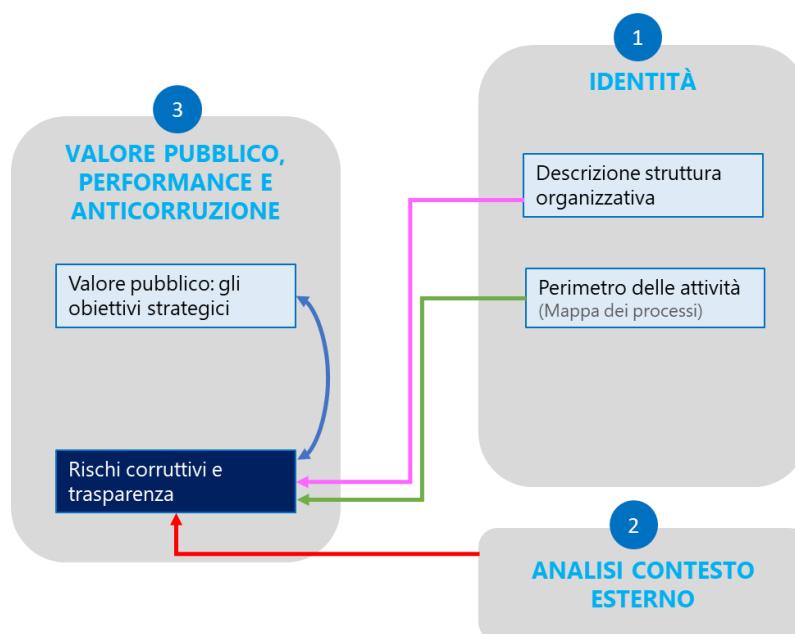 1
IDENTITÀ
Descrizione struttura
organizzativa
Perimetro delle attività
(Mappa dei processi)
2
ANALISI CONTESTO
ESTERNO
3
VALORE PUBBLICO,
PERFORMANCE E
ANTICORRUZIONE
Valore pubblico: gli
obiettivi strategici
Rischi corruttivi e
trasparenza